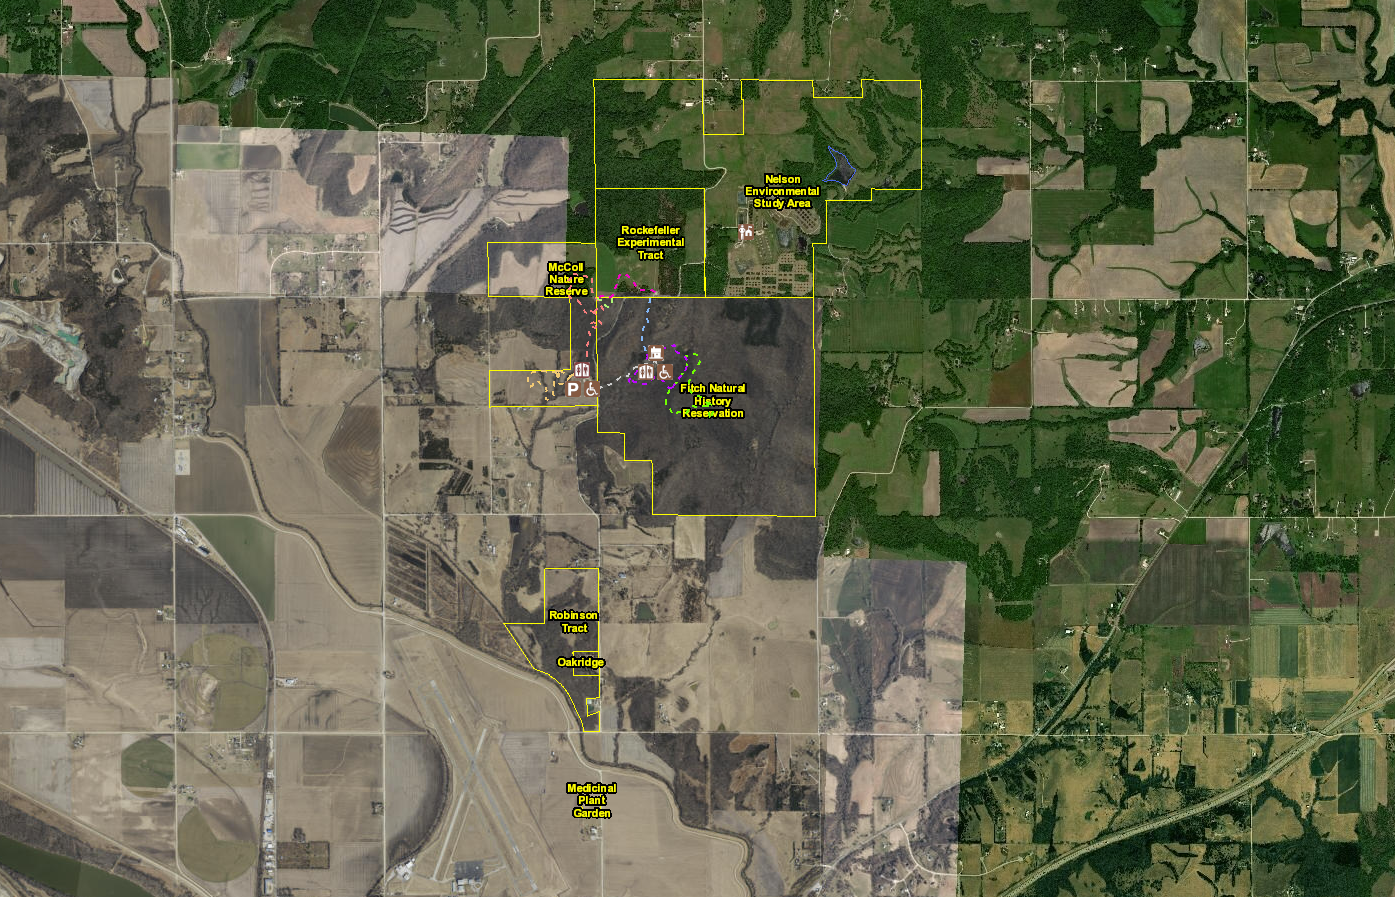 Nelson
Environmental
Study Area
Rockefeller
Experimental
Tract
McColl
Nature
Reserve
P
Fitch Natural
History
Reservation
Robinson
Tract
Oakridge
Medicinal
Plant
Garden